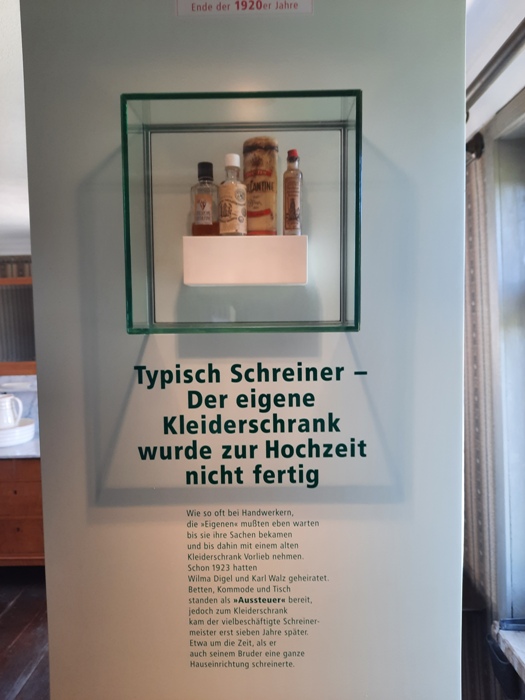 Ende der 1920er Jahre
Typisch Schreiner –
Der eigene
Kleiderschrank
wurde zur Hochzeit
nicht fertig
Wie so oft bei Handwerkern,
die »Eigenen« mußten eben warten
bis sie ihre Sachen bekamen
und bis dahin mit einem alten
Kleiderschrank Vorlieb nehmen.
Schon 1923 hatten
Wilma Digel und Karl Walz geheiratet.
Betten, Kommode und Tisch
standen als »Aussteuer« bereit,
jedoch zum Kleiderschrank
kam der vielbeschäftigte Schreiner-
meister erst sieben Jahre später.
Etwa um die Zeit, als er
auch seinem Bruder eine ganze
Hauseinrichtung schreinerte.